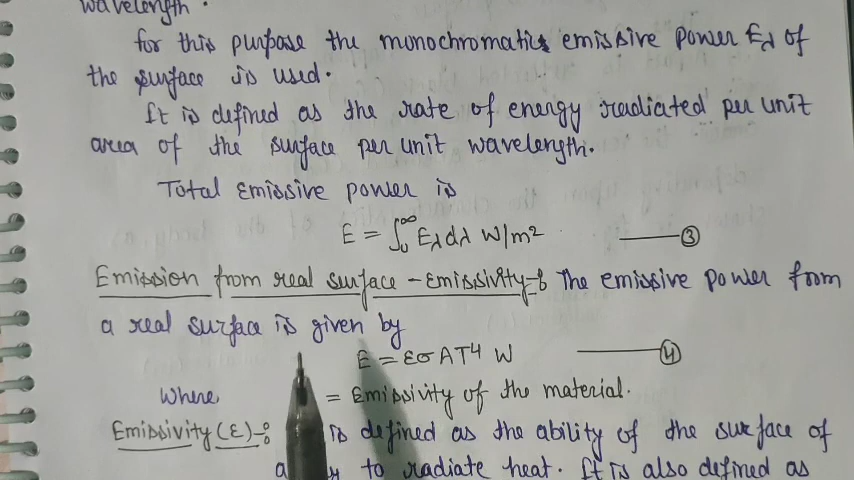 wavelength.
for this purpose the monochromatic emissive power Eλ of
the surface is used.
It is defined as the rate of energy radiated per unit
area of the surface per unit wavelength.
Total Emissive power is
E = ∫₀^∞ Eλ dλ W/m² ——— ③
Emission from real surface - Emissivity :- The emissive power from
a real surface is given by
E = εσAT⁴ W ——— ④
Where = Emissivity of the material.
Emissivity (ε) :- is defined as the ability of the surface of
to radiate heat. It is also defined as